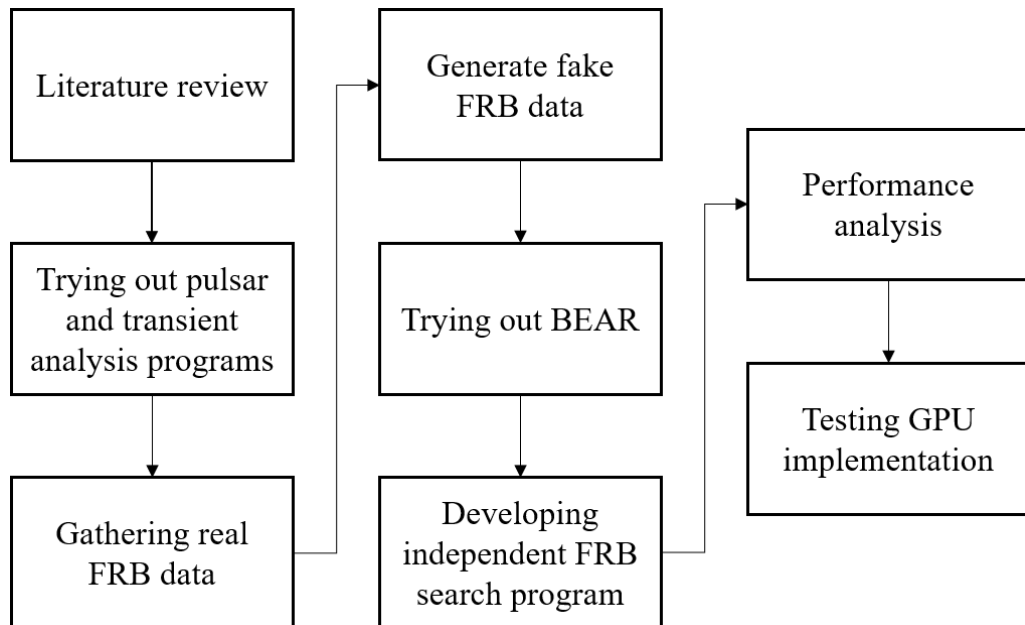 Literature review
Trying out pulsar
and transient
analysis programs
Gathering real
FRB data
Generate fake
FRB data
Trying out BEAR
Developing
independent FRB
search program
Performance
analysis
Testing GPU
implementation